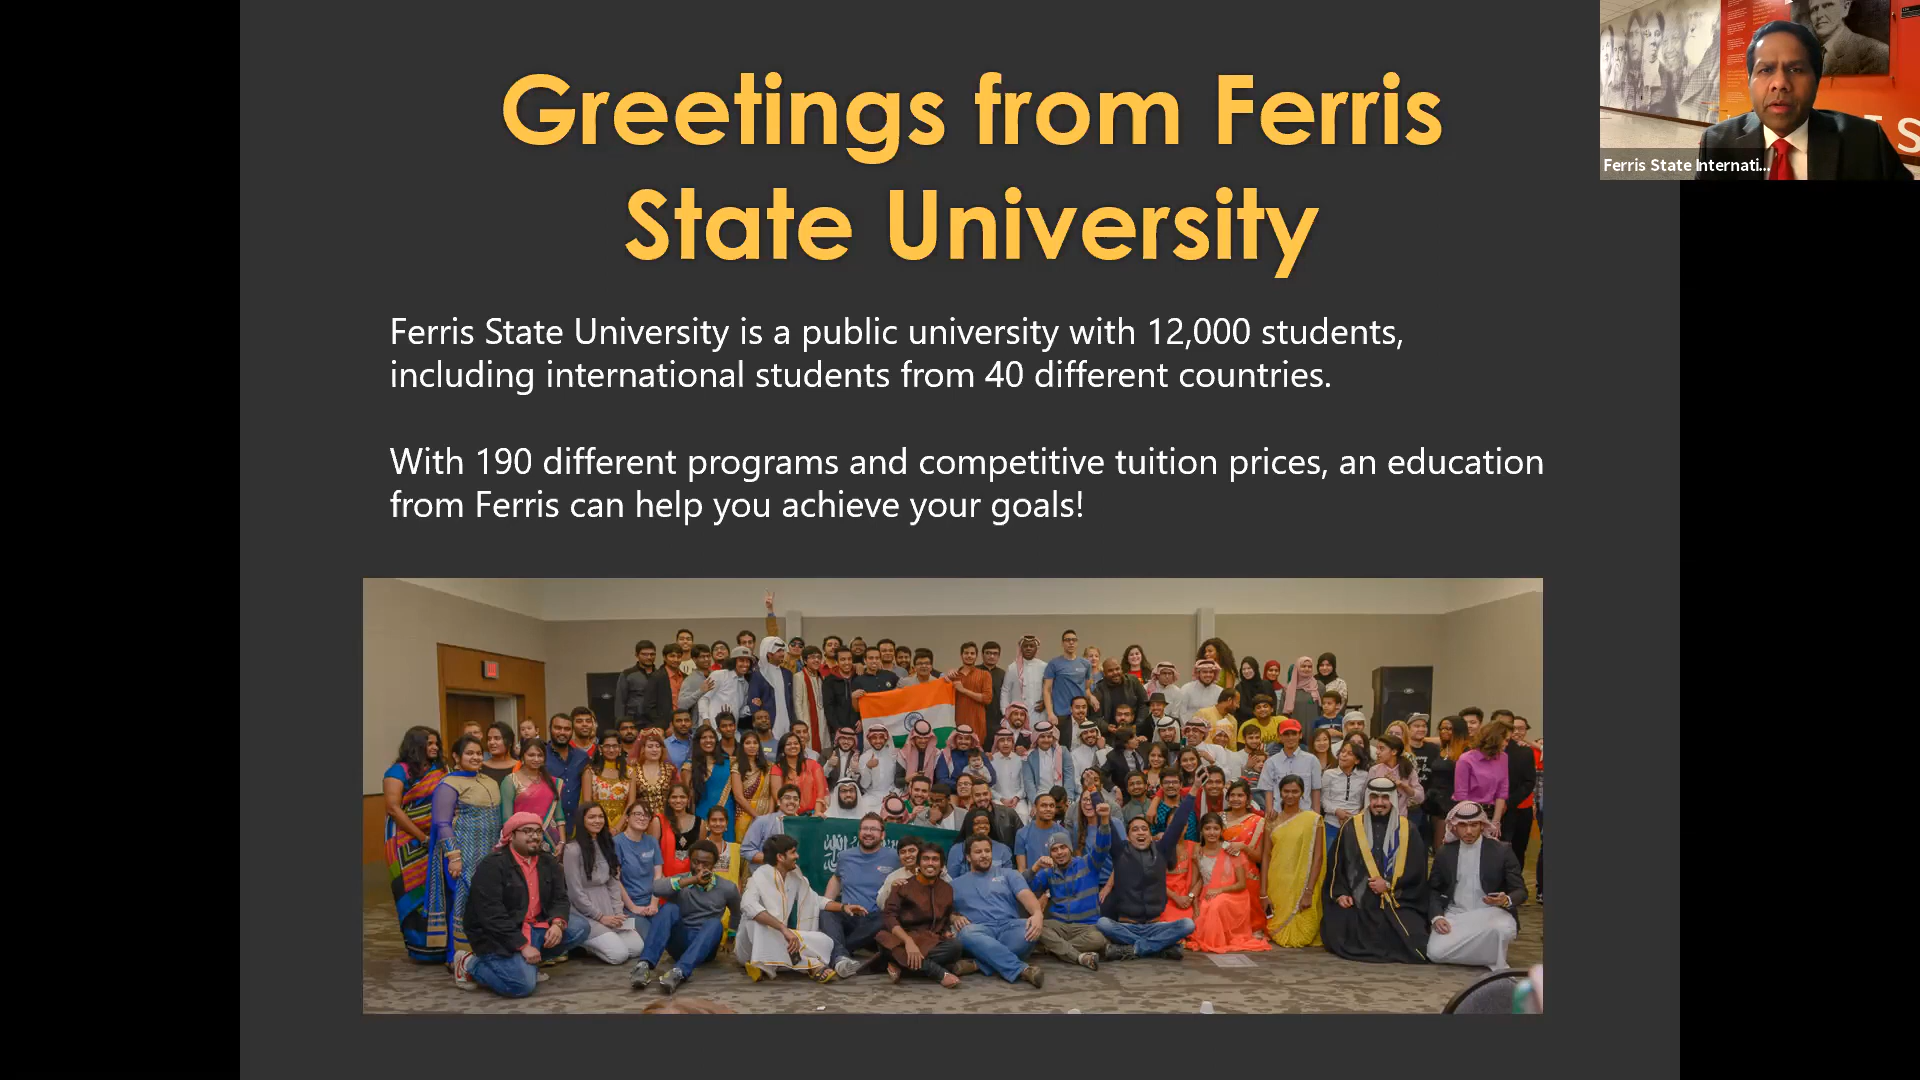 Greetings from Ferris
State University
Ferris State Internati...
Ferris State University is a public university with 12,000 students,
including international students from 40 different countries.
With 190 different programs and competitive tuition prices, an education
from Ferris can help you achieve your goals!